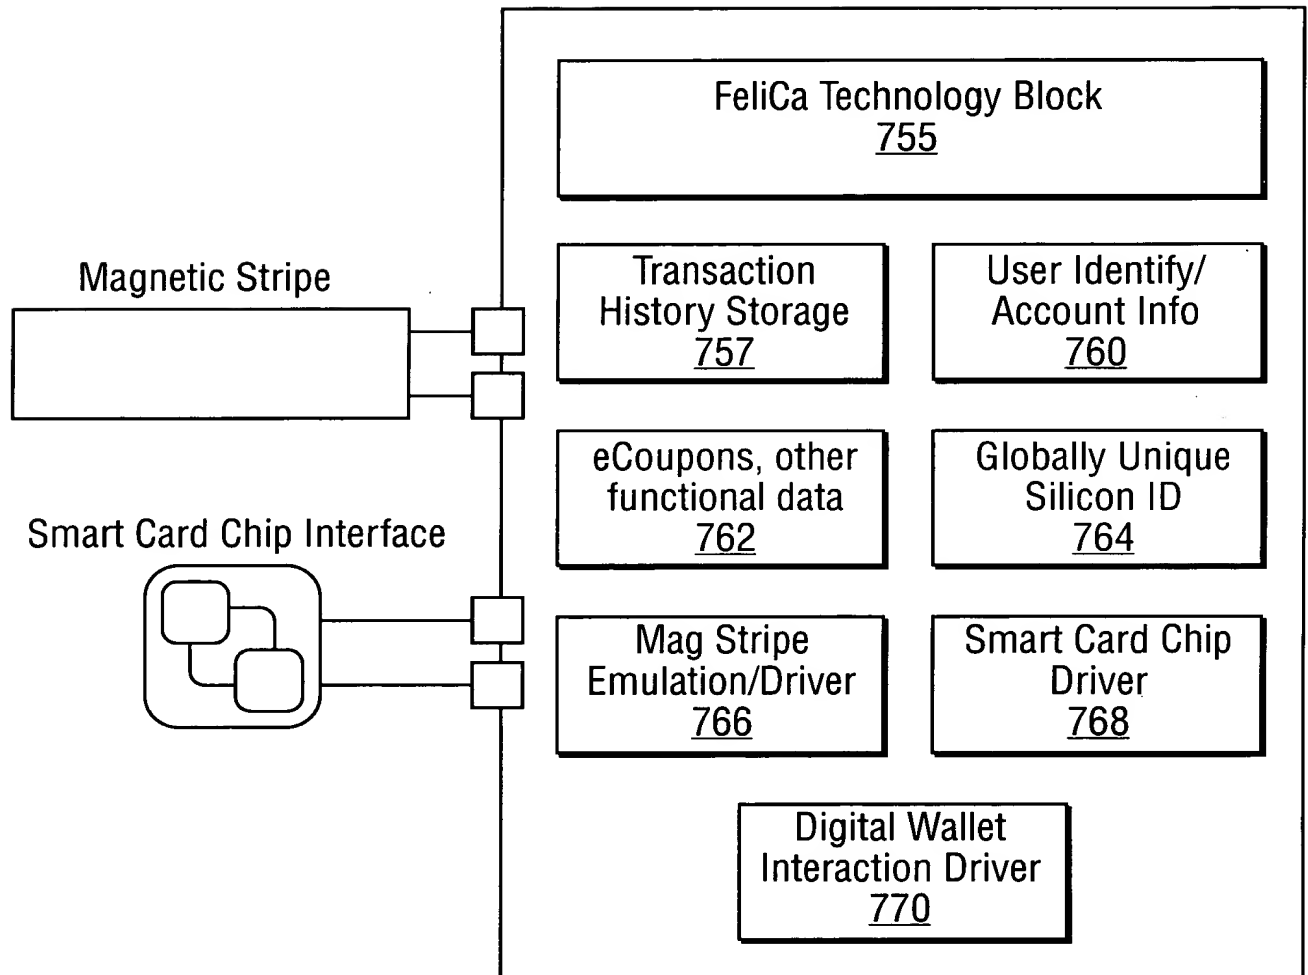 FeliCa Technology Block
755
Magnetic Stripe
Transaction
History Storage
757
User Identify/
Account Info
760
eCoupons, other
functional data
762
Globally Unique
Silicon ID
764
Smart Card Chip Interface
Mag Stripe
Emulation/Driver
766
Smart Card Chip
Driver
768
Digital Wallet
Interaction Driver
770